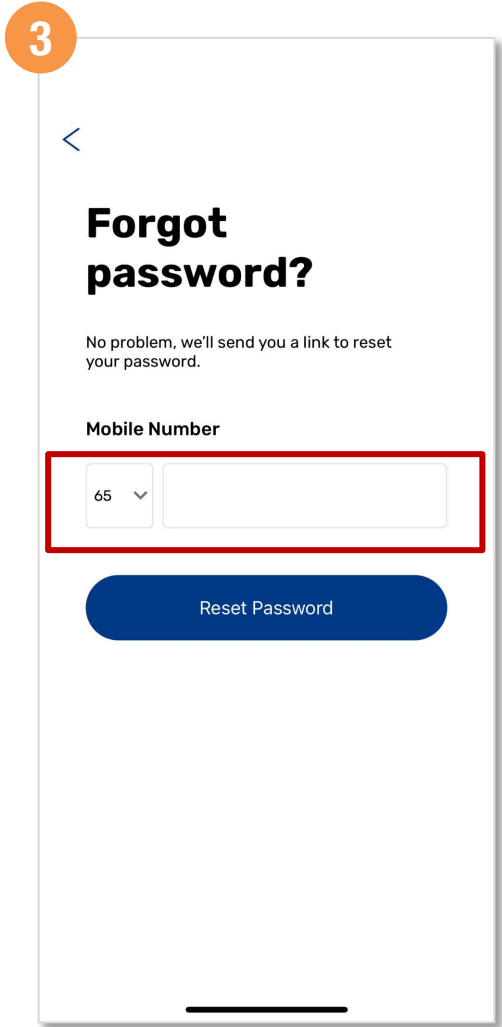 3
Forgot
password?
No problem, we'll send you a link to reset
your password.
Mobile Number
65
Reset Password